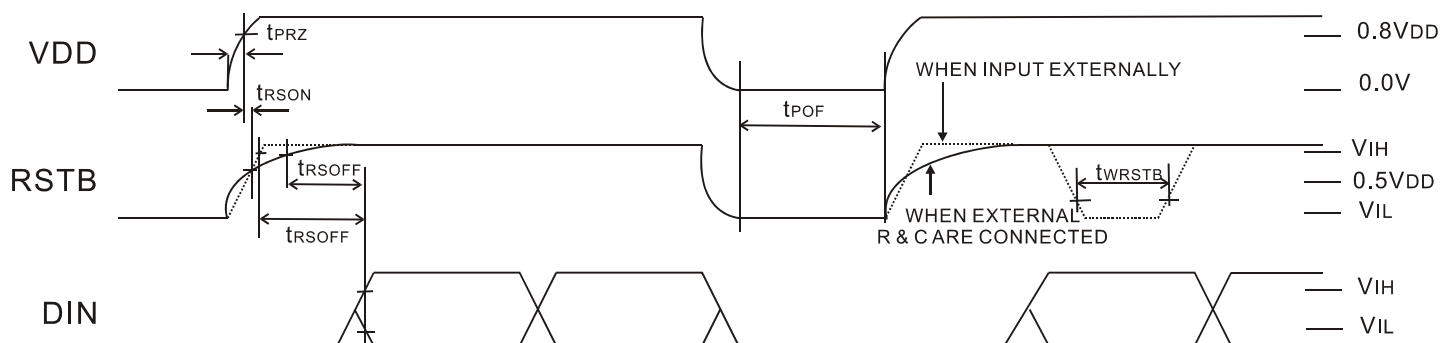 tPRZ
0.8VDD
VDD
WHEN INPUT EXTERNALLY
0.0V
tRSON
tPOF
VIH
tRSOFF
tWRSTB
RSTB
0.5VDD
WHEN EXTERNAL
R & C ARE CONNECTED
VIL
tRSOFF
VIH
DIN
VIL